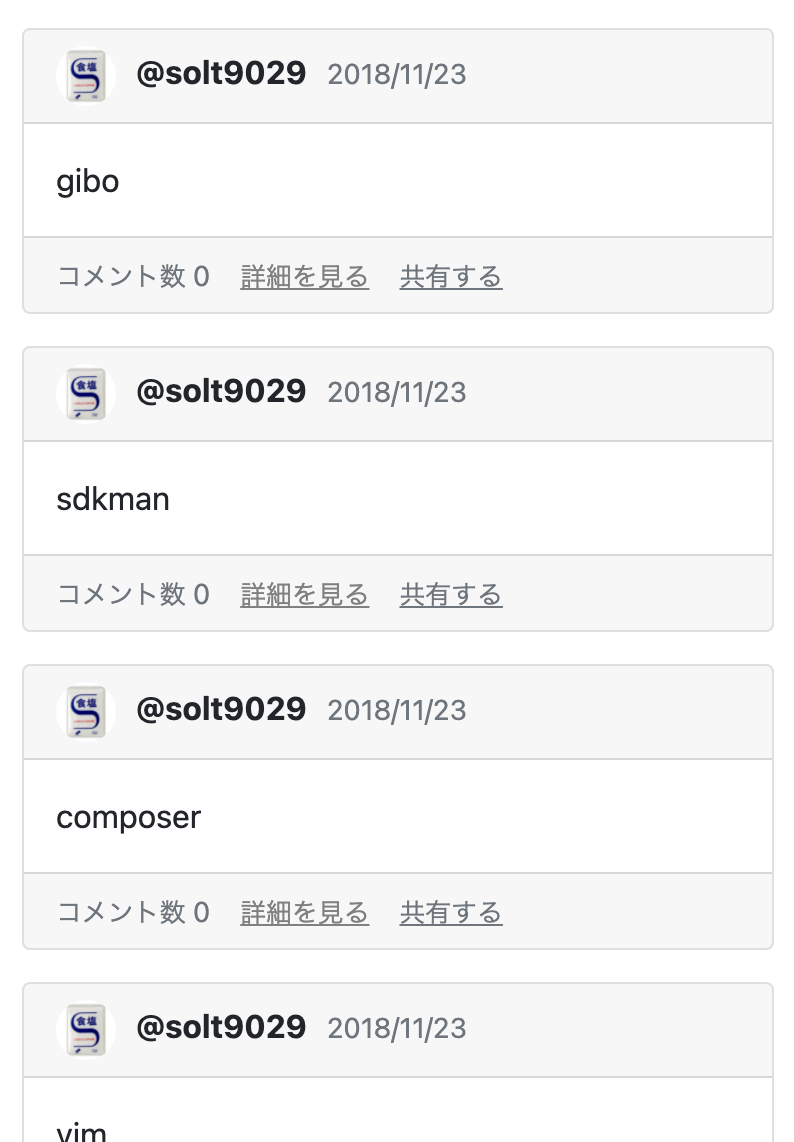 食塩
@solt9029 2018/11/23
gibo
コメント数 0 詳細を見る 共有する
食塩
@solt9029 2018/11/23
sdkman
コメント数 0 詳細を見る 共有する
食塩
@solt9029 2018/11/23
composer
コメント数 0 詳細を見る 共有する
食塩
@solt9029 2018/11/23
vim